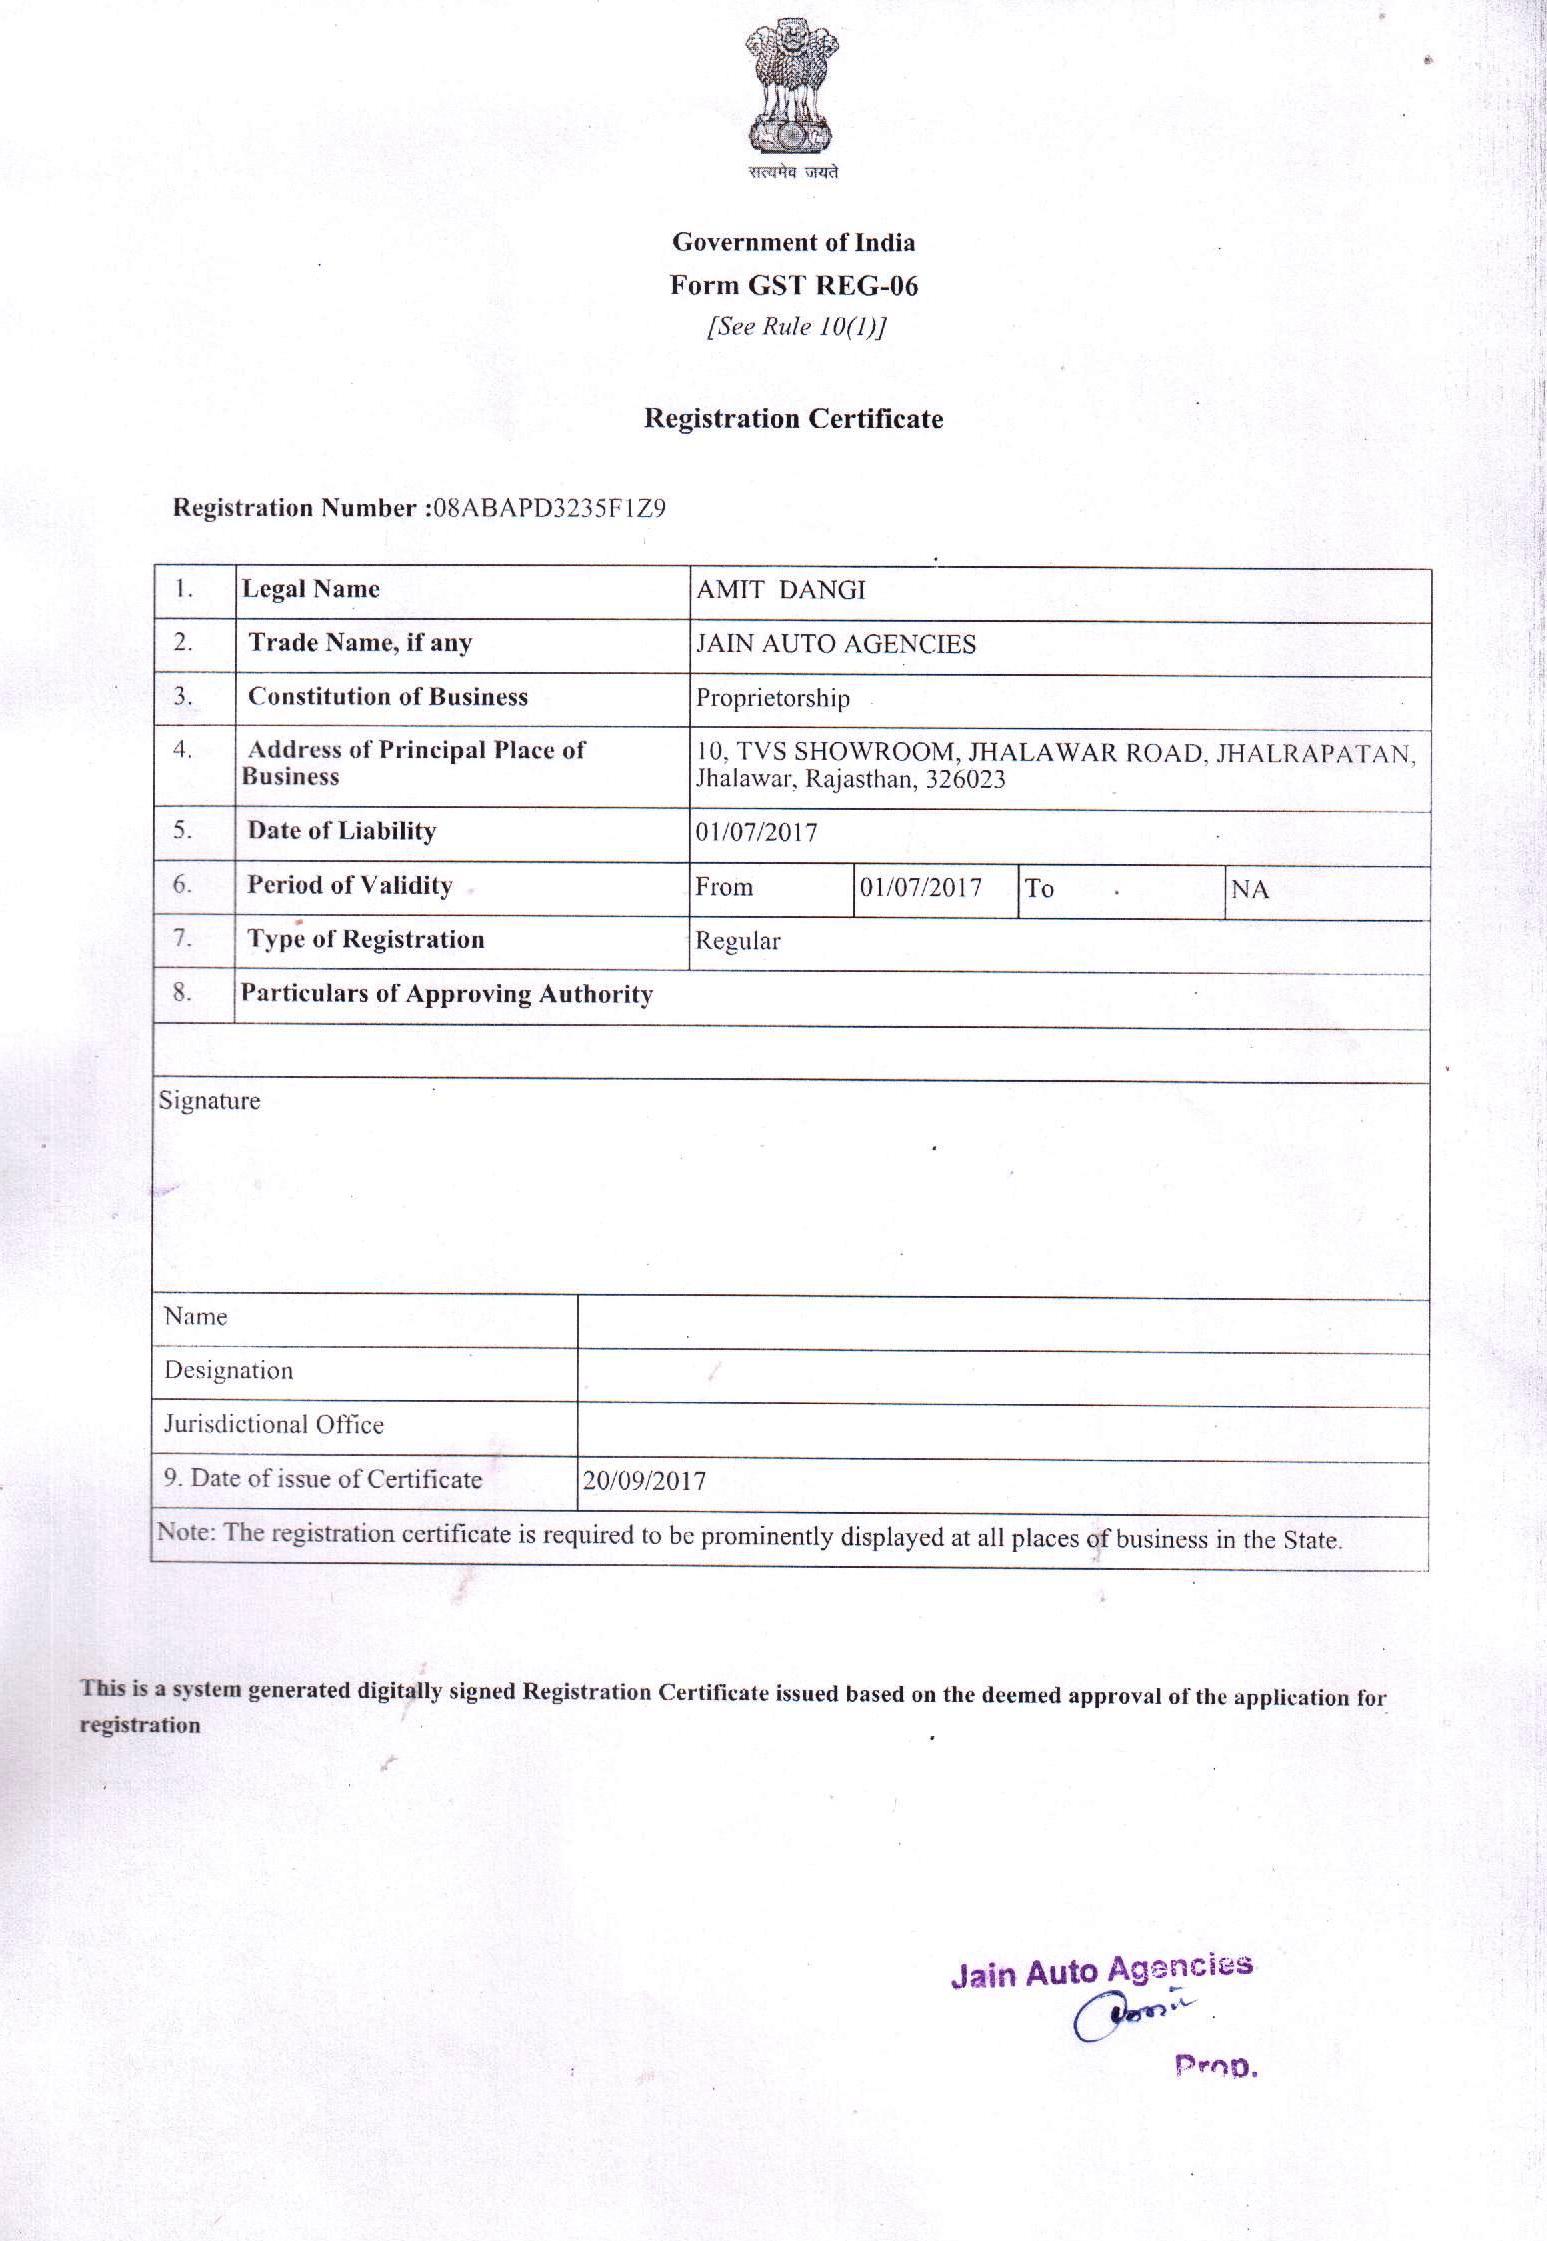 सत्यमेव जयते
Government of India
Form GST REG-06
[See Rule 10(1)]
Registration Certificate
Registration Number :08ABAPD3235F1Z9
1. Legal Name AMIT DANGI
2. Trade Name, if any JAIN AUTO AGENCIES
3. Constitution of Business Proprietorship
4. Address of Principal Place of Business 10, TVS SHOWROOM, JHALAWAR ROAD, JHALRAPATAN, Jhalawar, Rajasthan, 326023
5. Date of Liability 01/07/2017
6. Period of Validity From 01/07/2017 To NA
7. Type of Registration Regular
8. Particulars of Approving Authority
Signature
Name
Designation
Jurisdictional Office
9. Date of issue of Certificate 20/09/2017
Note: The registration certificate is required to be prominently displayed at all places of business in the State.
This is a system generated digitally signed Registration Certificate issued based on the deemed approval of the application for
registration
Jain Auto Agencies
Prop.